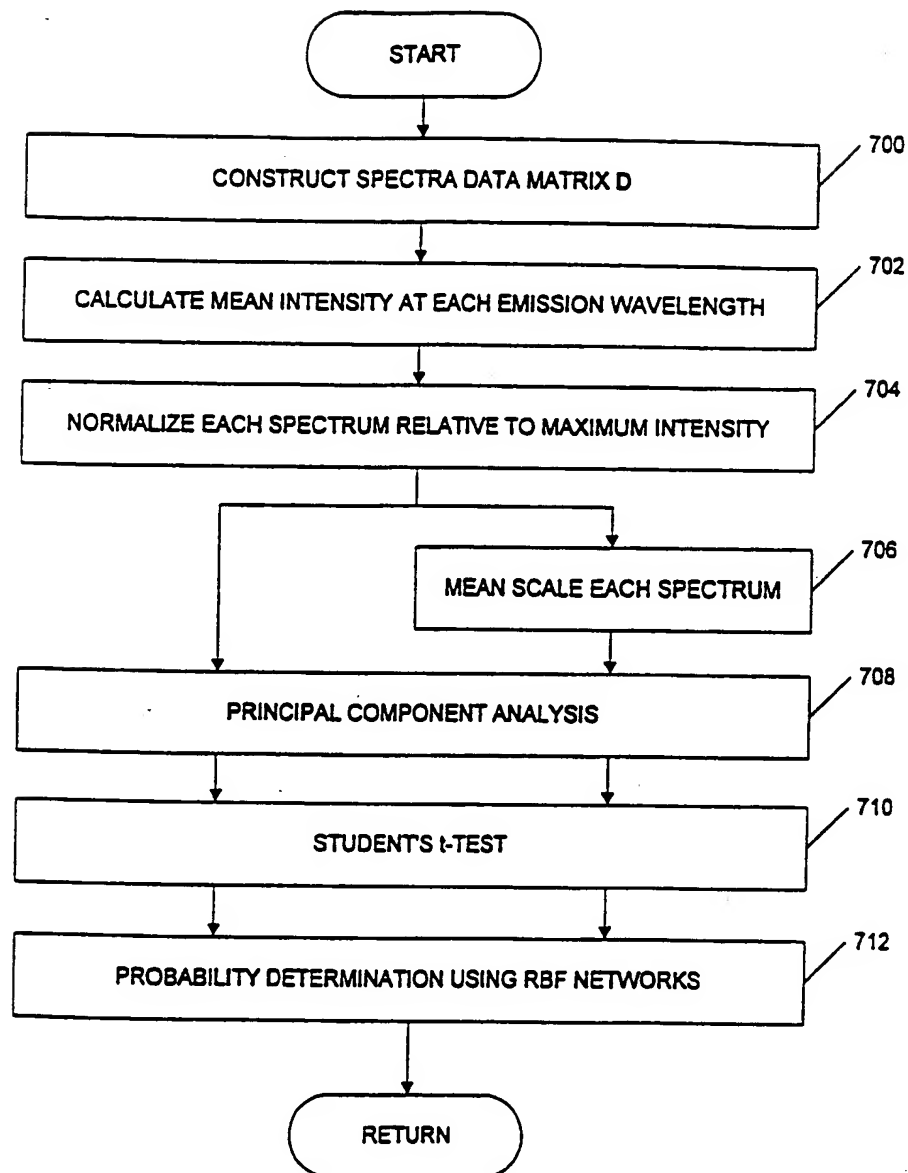 START
CONSTRUCT SPECTRA DATA MATRIX D
700
CALCULATE MEAN INTENSITY AT EACH EMISSION WAVELENGTH
702
NORMALIZE EACH SPECTRUM RELATIVE TO MAXIMUM INTENSITY
704
MEAN SCALE EACH SPECTRUM
706
PRINCIPAL COMPONENT ANALYSIS
708
STUDENT'S t-TEST
710
PROBABILITY DETERMINATION USING RBF NETWORKS
712
RETURN